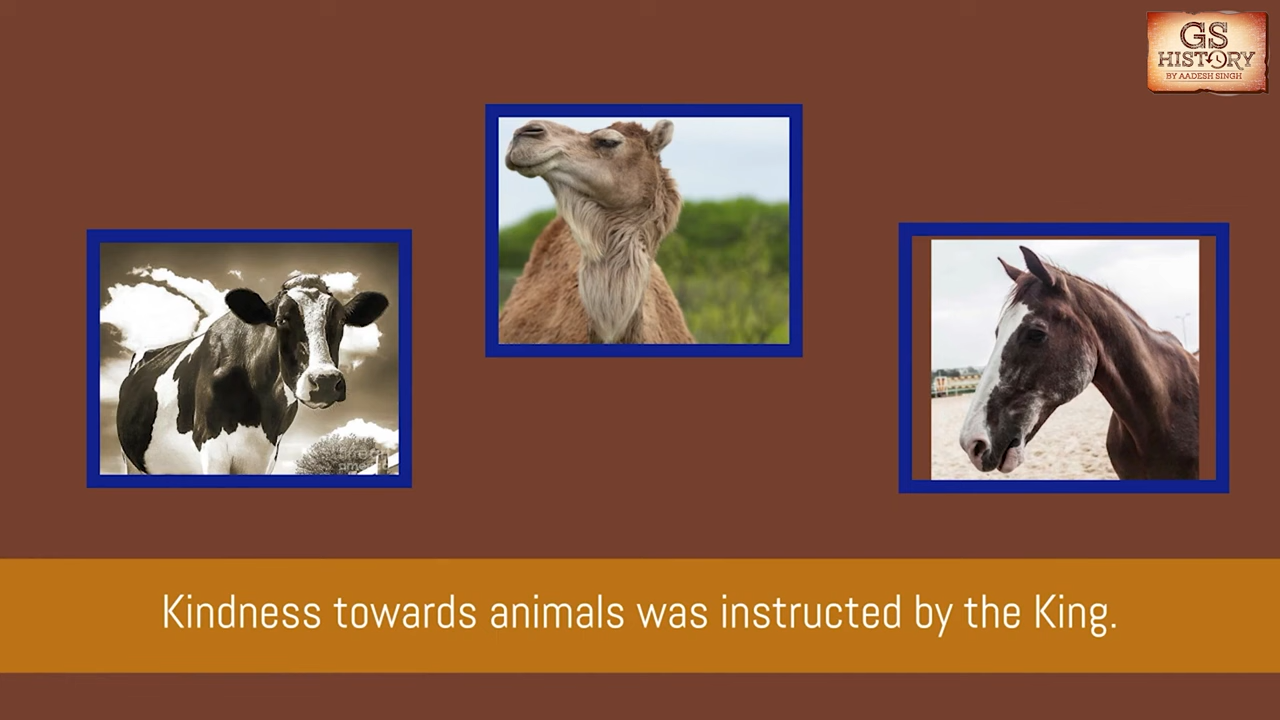 GS
HISTORY
BY AADESH SINGH
Kindness towards animals was instructed by the King.